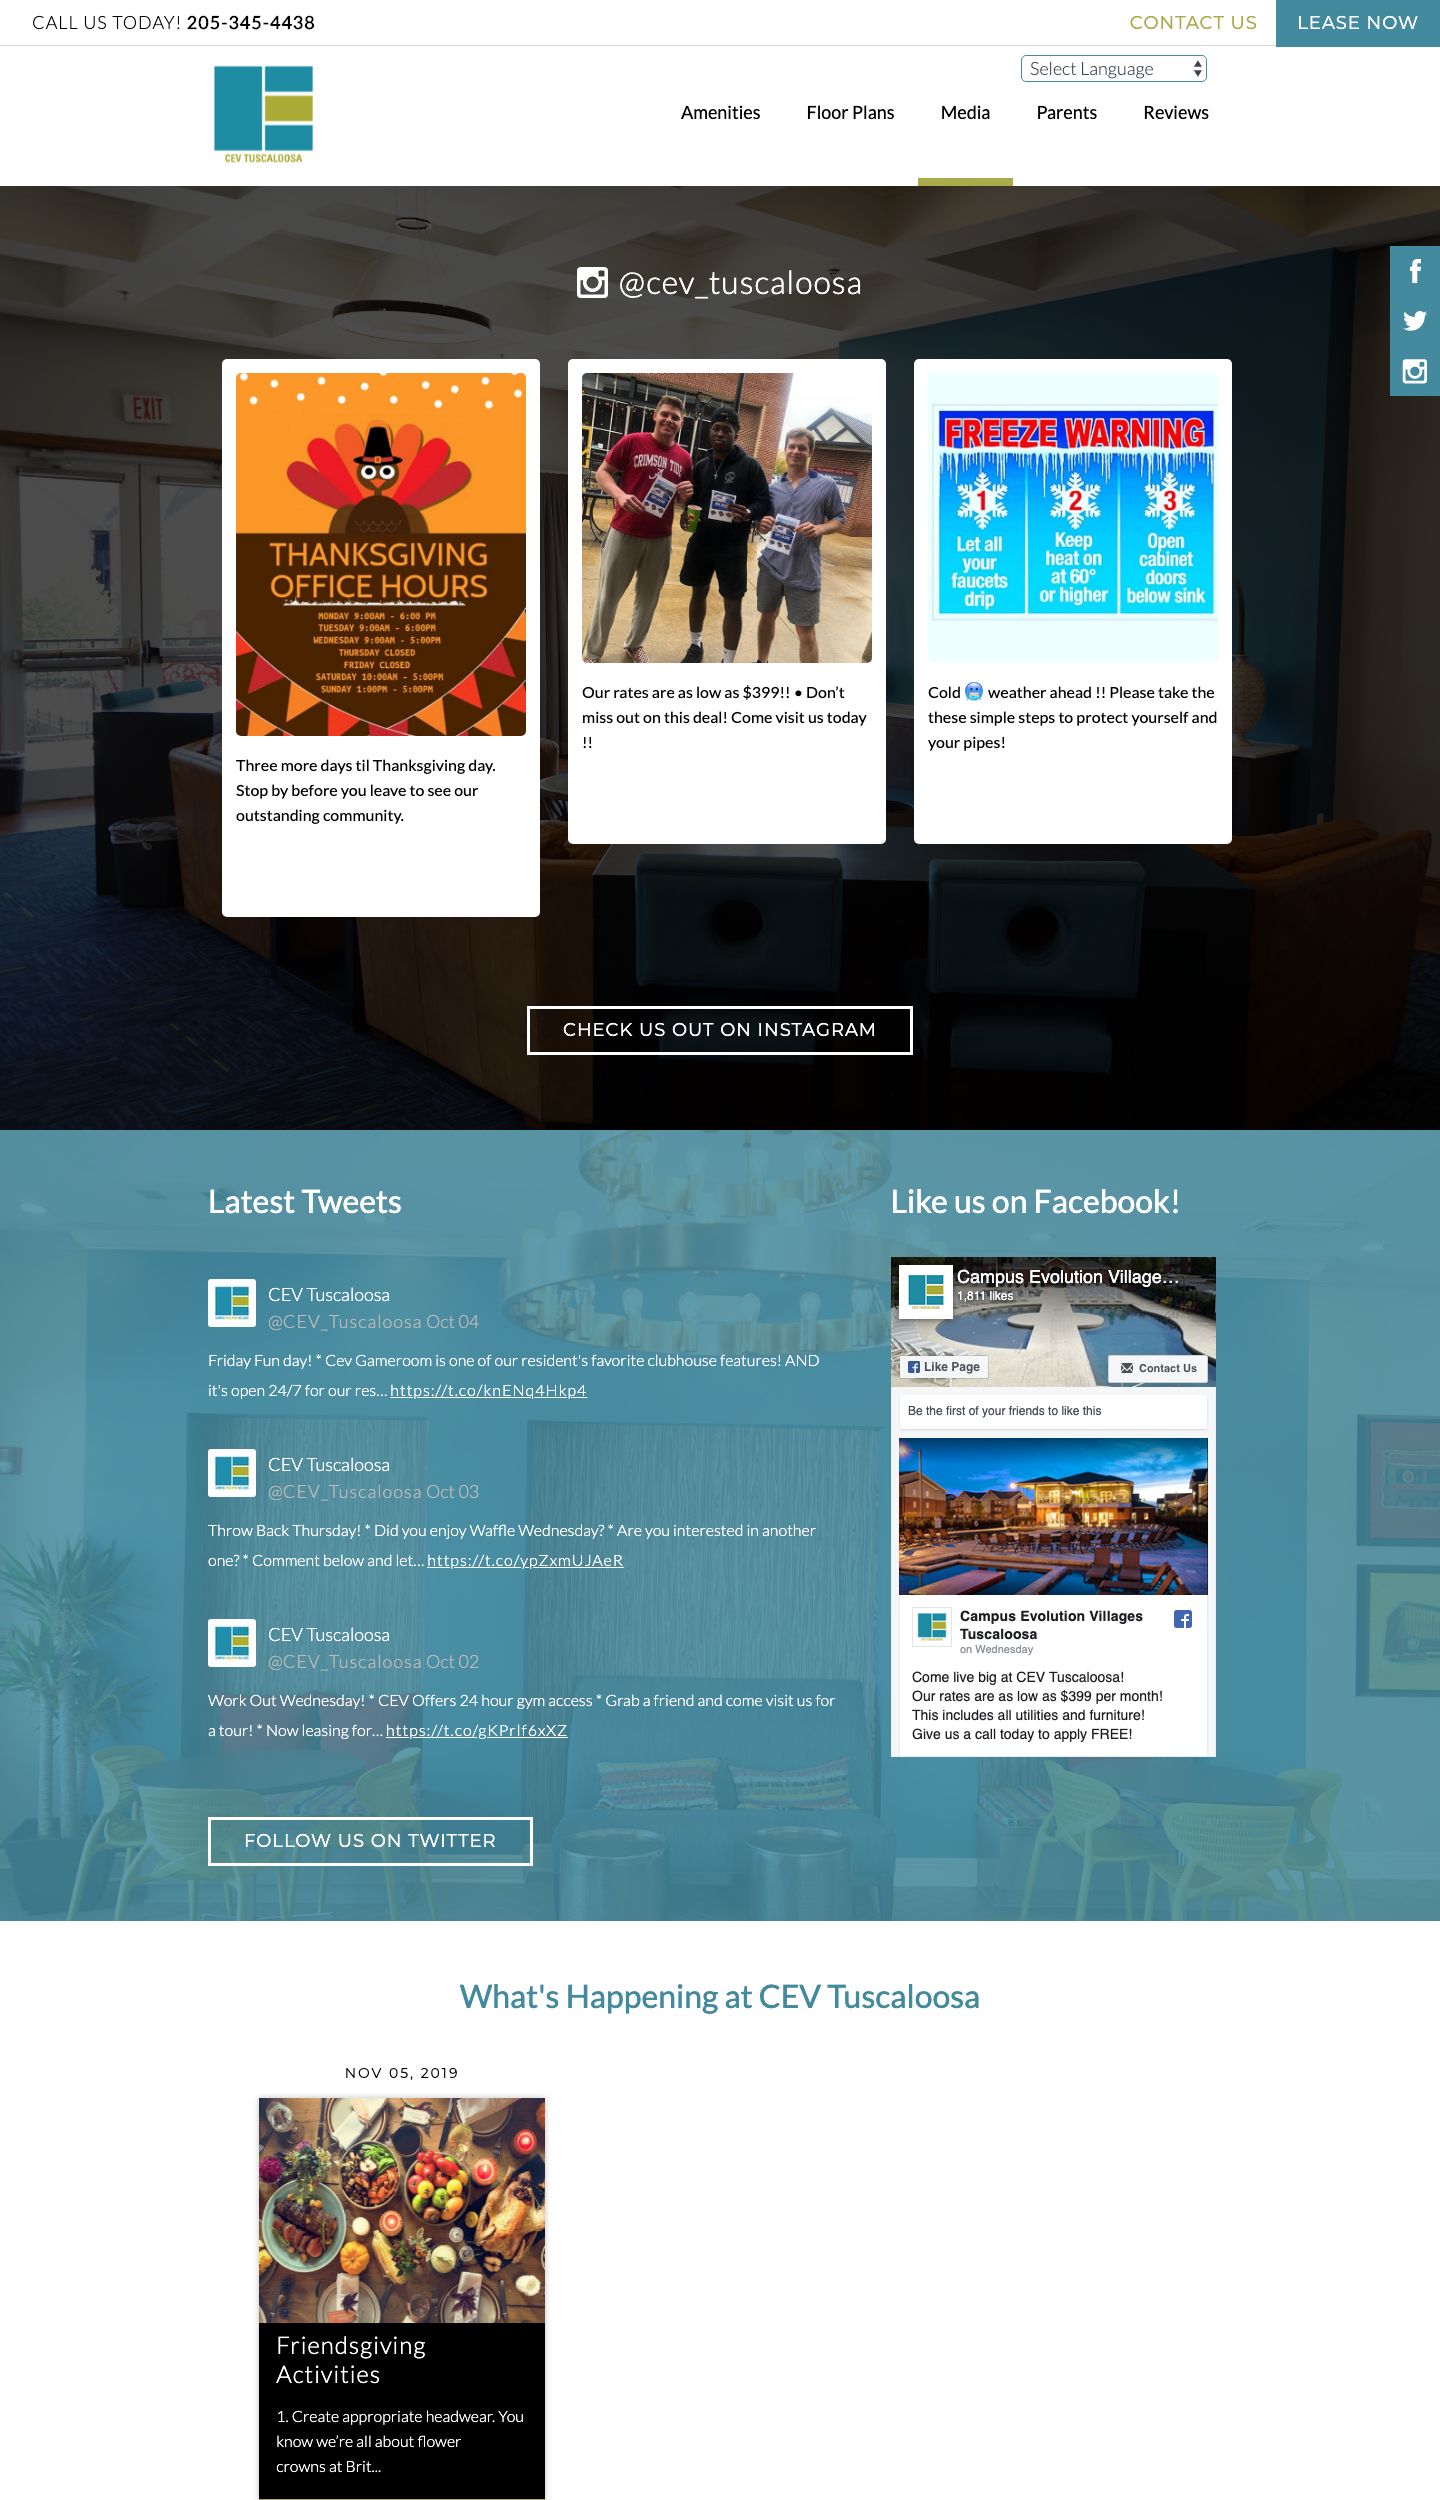 CALL US TODAY! 205-345-4438
CONTACT US
LEASE NOW
Select Language
CEV TUSCALOOSA
Amenities
Floor Plans
Media
Parents
Reviews
@cev_tuscaloosa
EXIT
THANKSGIVING
OFFICE HOURS
MONDAY 9:00AM - 6:00 PM
TUESDAY 9:00AM - 6:00PM
WEDNESDAY 9:00AM - 5:00PM
THURSDAY CLOSED
FRIDAY CLOSED
SATURDAY 10:00AM - 5:00PM
SUNDAY 1:00PM - 5:00PM
Three more days til Thanksgiving day.
Stop by before you leave to see our
outstanding community.
CRIMSON TIDE
Our rates are as low as $399!! • Don't
miss out on this deal! Come visit us today
!!
FREEZE WARNING
1
Let all
your
faucets
drip
2
Keep
heat on
at 60°
or higher
3
Open
cabinet
doors
below sink
Cold 🥶 weather ahead !! Please take the
these simple steps to protect yourself and
your pipes!
CHECK US OUT ON INSTAGRAM
Latest Tweets
CEV Tuscaloosa
@CEV_Tuscaloosa Oct 04
Friday Fun day! * Cev Gameroom is one of our resident's favorite clubhouse features! AND
it's open 24/7 for our res… https://t.co/knENq4Hkp4
CEV Tuscaloosa
@CEV_Tuscaloosa Oct 03
Throw Back Thursday! * Did you enjoy Waffle Wednesday? * Are you interested in another
one? * Comment below and let… https://t.co/ypZxmUJAeR
CEV Tuscaloosa
@CEV_Tuscaloosa Oct 02
Work Out Wednesday! * CEV Offers 24 hour gym access * Grab a friend and come visit us for
a tour! * Now leasing for… https://t.co/gKPrlf6xXZ
FOLLOW US ON TWITTER
Like us on Facebook!
Campus Evolution Village…
1,811 likes
Like Page
Contact Us
Be the first of your friends to like this
Campus Evolution Villages
Tuscaloosa
on Wednesday
Come live big at CEV Tuscaloosa!
Our rates are as low as $399 per month!
This includes all utilities and furniture!
Give us a call today to apply FREE!
What's Happening at CEV Tuscaloosa
NOV 05, 2019
Friendsgiving
Activities
1. Create appropriate headwear. You
know we're all about flower
crowns at Brit...